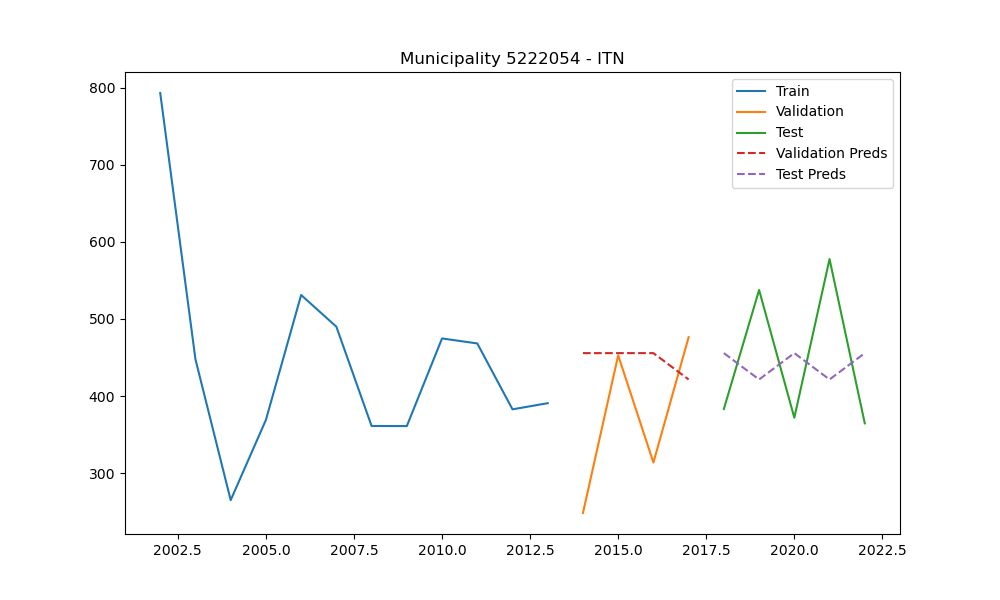 Municipality 5222054 - ITN
800
700
600
500
400
300
Train
Validation
Test
Validation Preds
Test Preds
2002.5 2005.0 2007.5 2010.0 2012.5 2015.0 2017.5 2020.0 2022.5